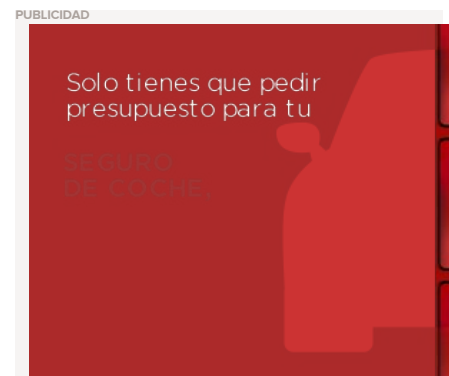 PUBLICIDAD
Solo tienes que pedir
presupuesto para tu
SEGURO
DE COCHE,